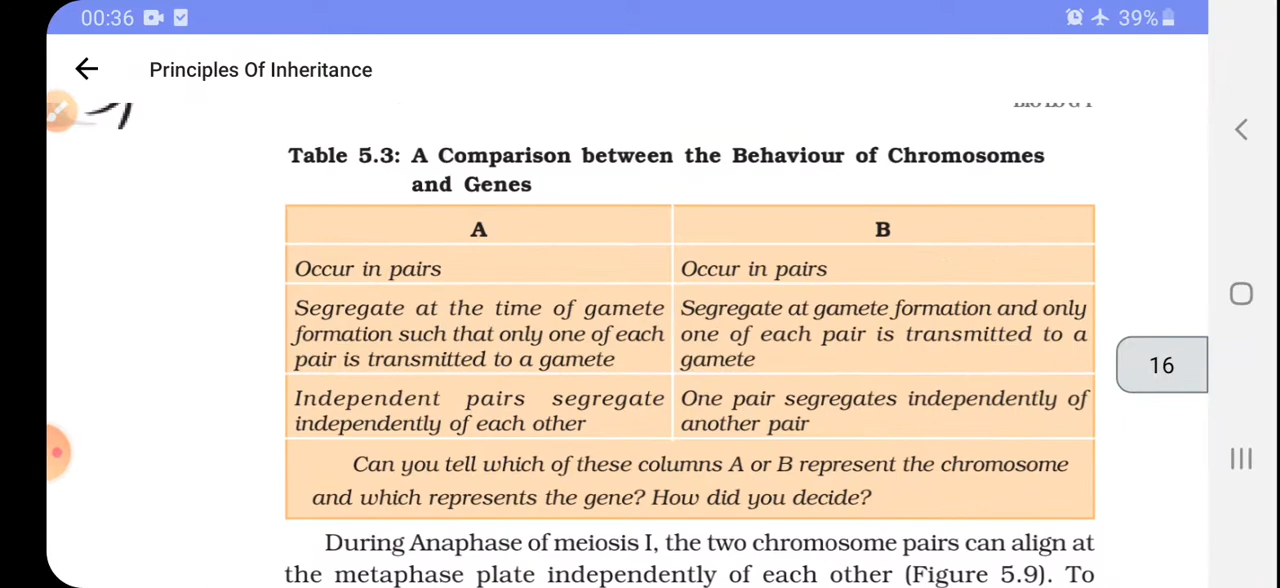 00:36
39%
Principles Of Inheritance
Table 5.3: A Comparison between the Behaviour of Chromosomes
and Genes
A B
Occur in pairs Occur in pairs
Segregate at the time of gamete Segregate at gamete formation and only
formation such that only one of each one of each pair is transmitted to a
pair is transmitted to a gamete gamete
Independent pairs segregate One pair segregates independently of
independently of each other another pair
Can you tell which of these columns A or B represent the chromosome
and which represents the gene? How did you decide?
During Anaphase of meiosis I, the two chromosome pairs can align at
the metaphase plate independently of each other (Figure 5.9). To
16